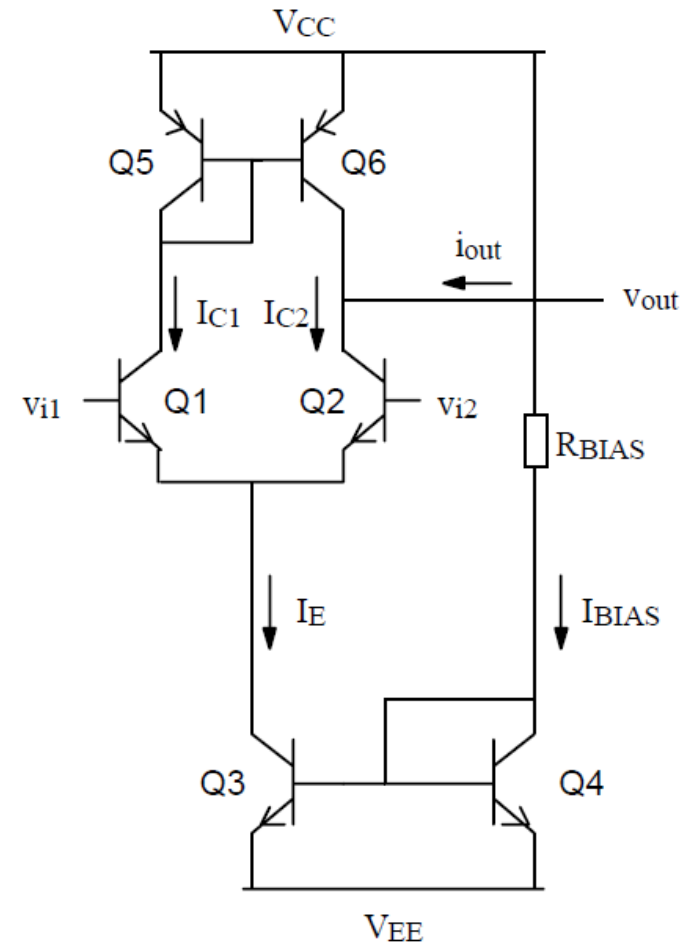 VCC
Q5
Q6
iout
vout
IC1
IC2
vi1
Q1
Q2
vi2
RBIAS
IE
IBIAS
Q3
Q4
VEE